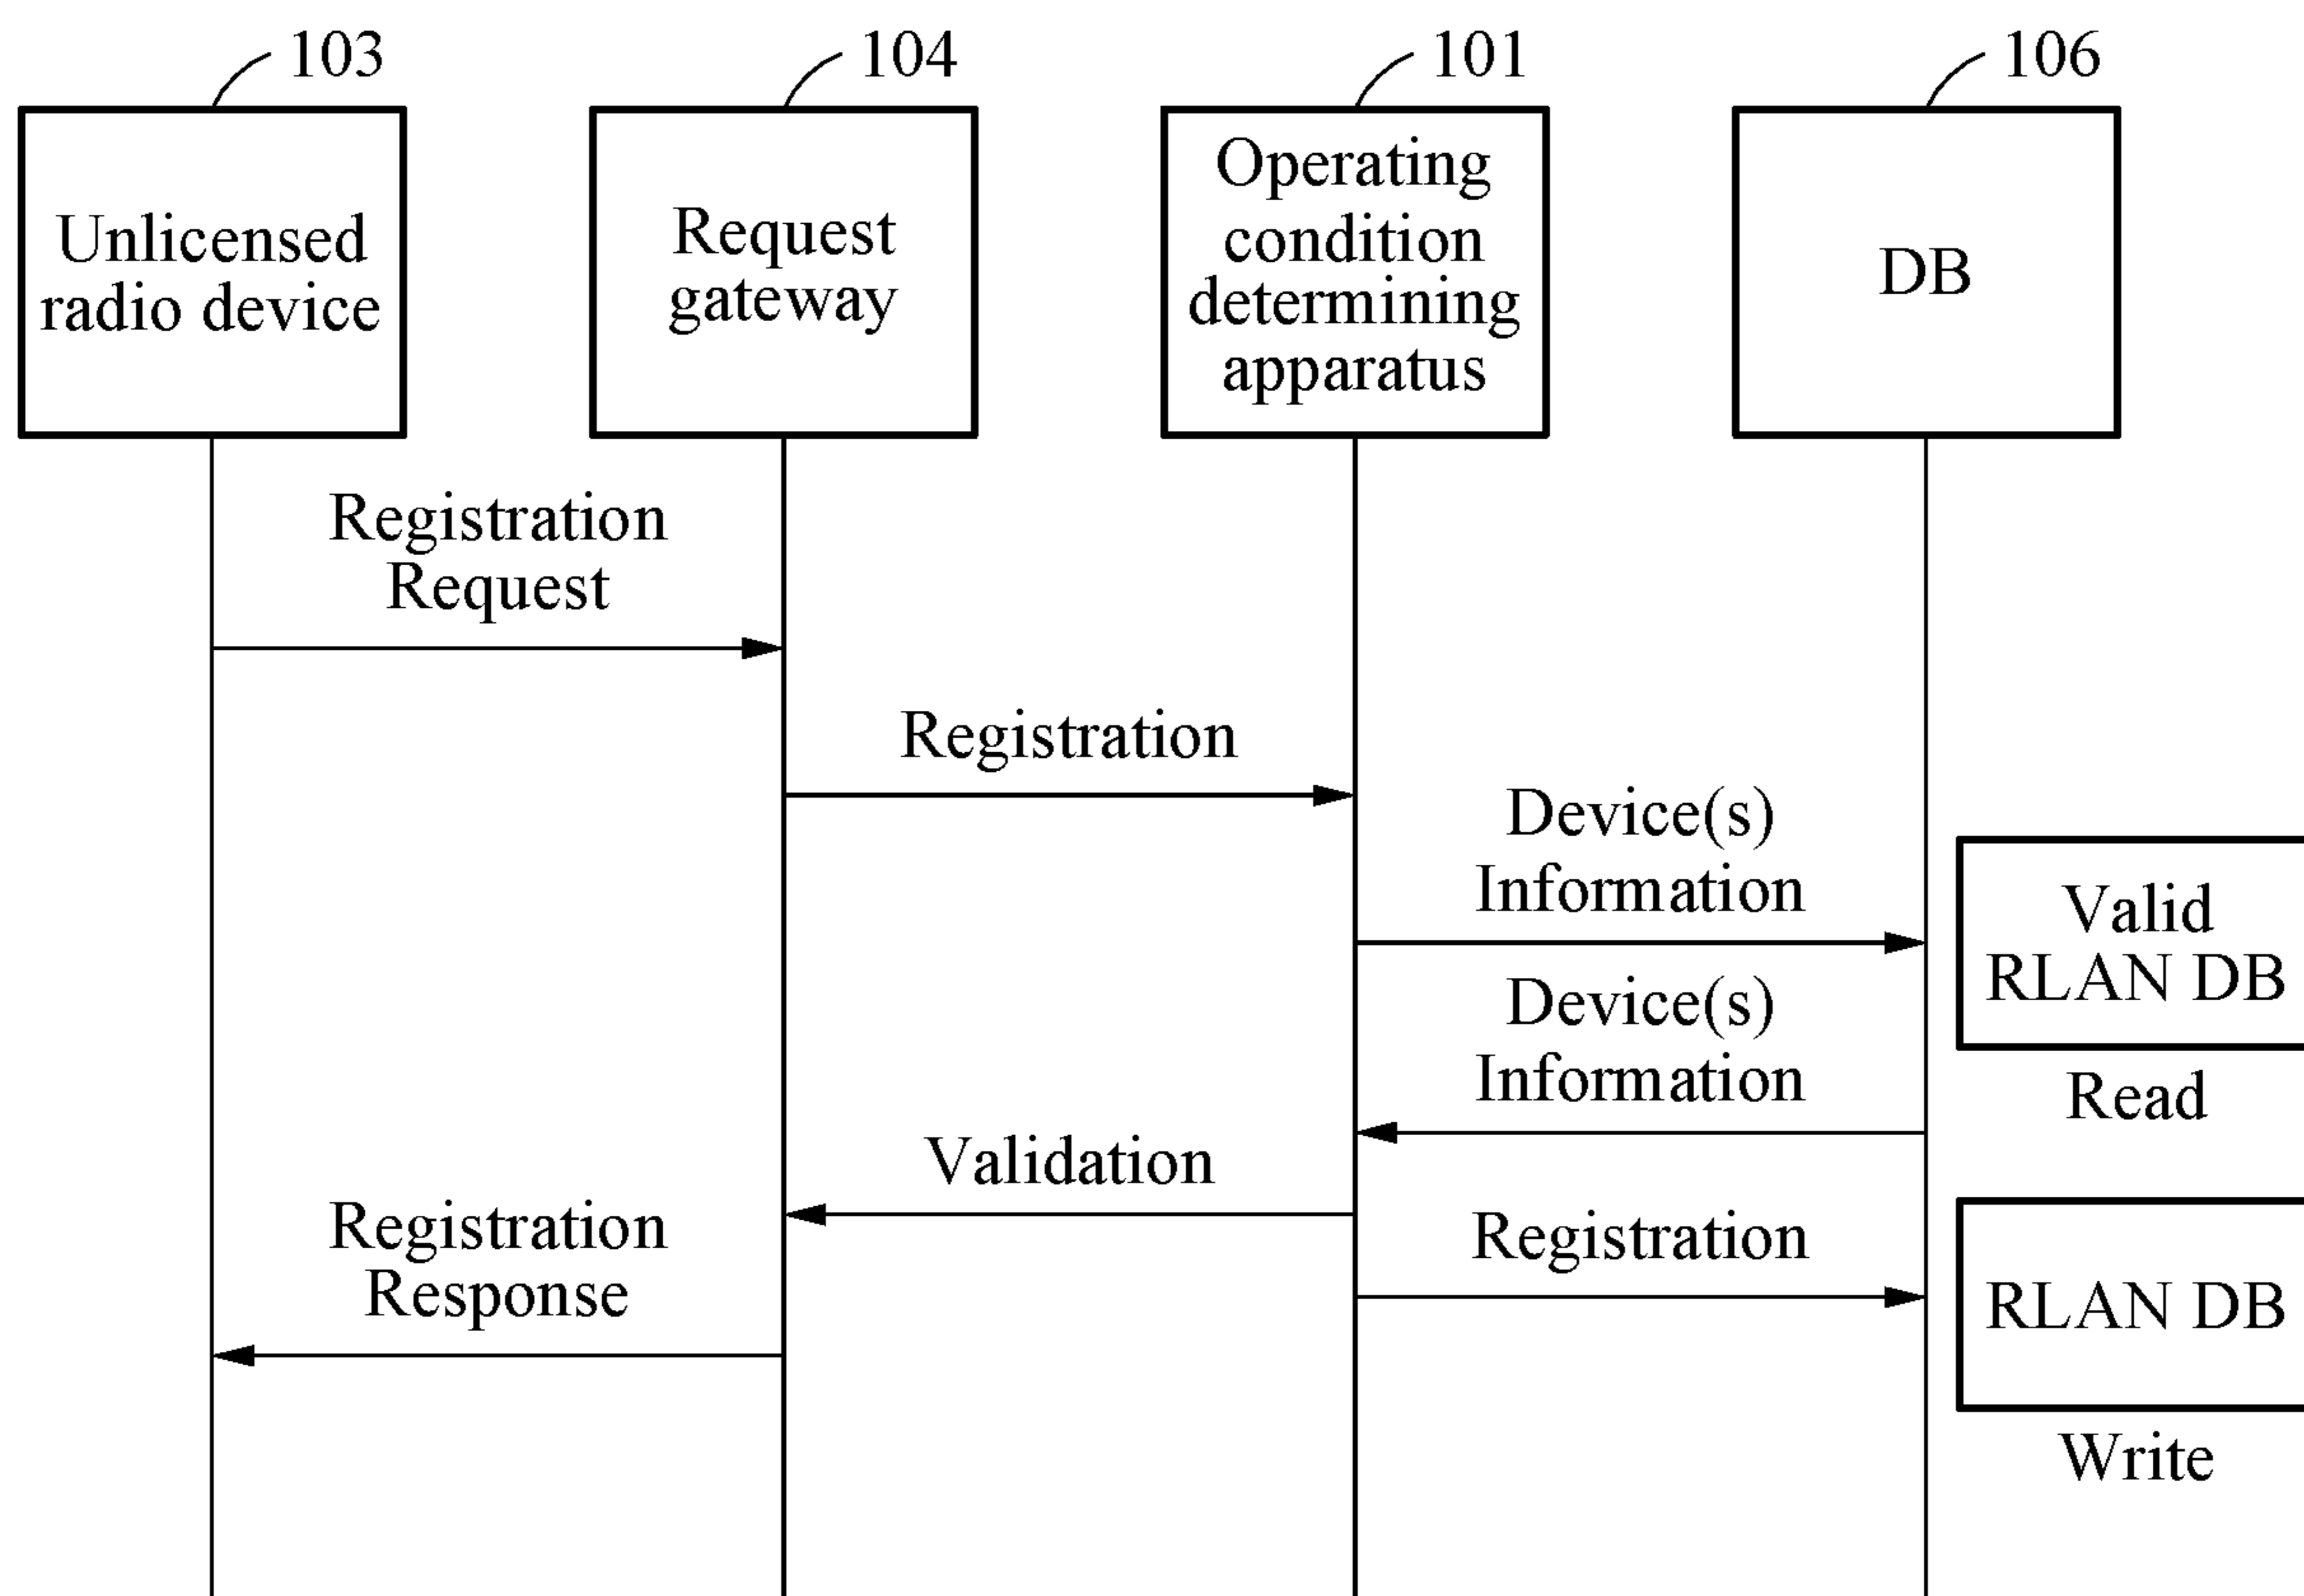 103
104
101
106
Unlicensed
radio device
Request
gateway
Operating
condition
determining
apparatus
DB
Registration
Request
Registration
Device(s)
Information
Valid
RLAN DB
Read
Device(s)
Information
Validation
Registration
Response
Registration
RLAN DB
Write